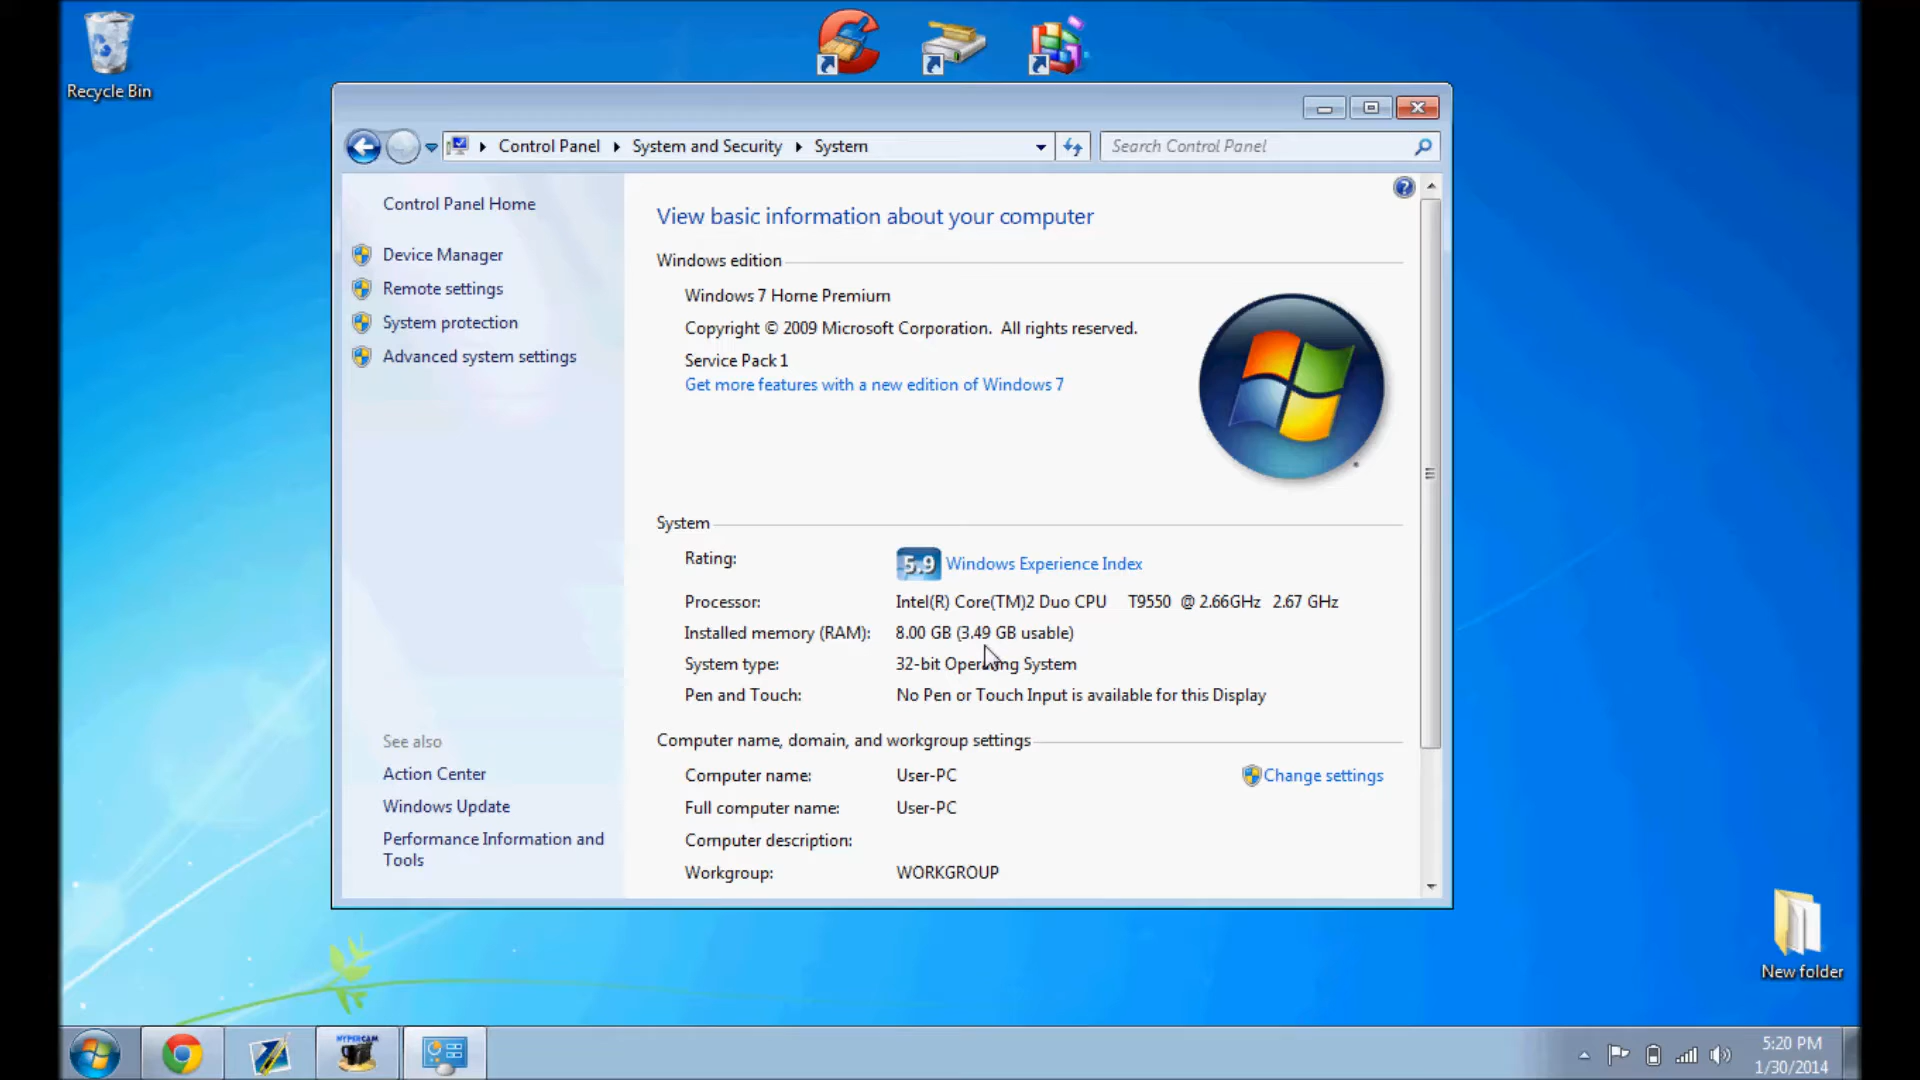 Recycle Bin
Control Panel System and Security System
Search Control Panel
Control Panel Home
Device Manager
Remote settings
System protection
Advanced system settings
See also
Action Center
Windows Update
Performance Information and
Tools
View basic information about your computer
Windows edition
Windows 7 Home Premium
Copyright © 2009 Microsoft Corporation. All rights reserved.
Service Pack 1
Get more features with a new edition of Windows 7
System
Rating: 5.9 Windows Experience Index
Processor: Intel(R) Core(TM)2 Duo CPU T9550 @ 2.66GHz 2.67 GHz
Installed memory (RAM): 8.00 GB (3.49 GB usable)
System type: 32-bit Operating System
Pen and Touch: No Pen or Touch Input is available for this Display
Computer name, domain, and workgroup settings
Computer name: User-PC Change settings
Full computer name: User-PC
Computer description:
Workgroup: WORKGROUP
New folder
HYPERCAM
5:20 PM
1/30/2014